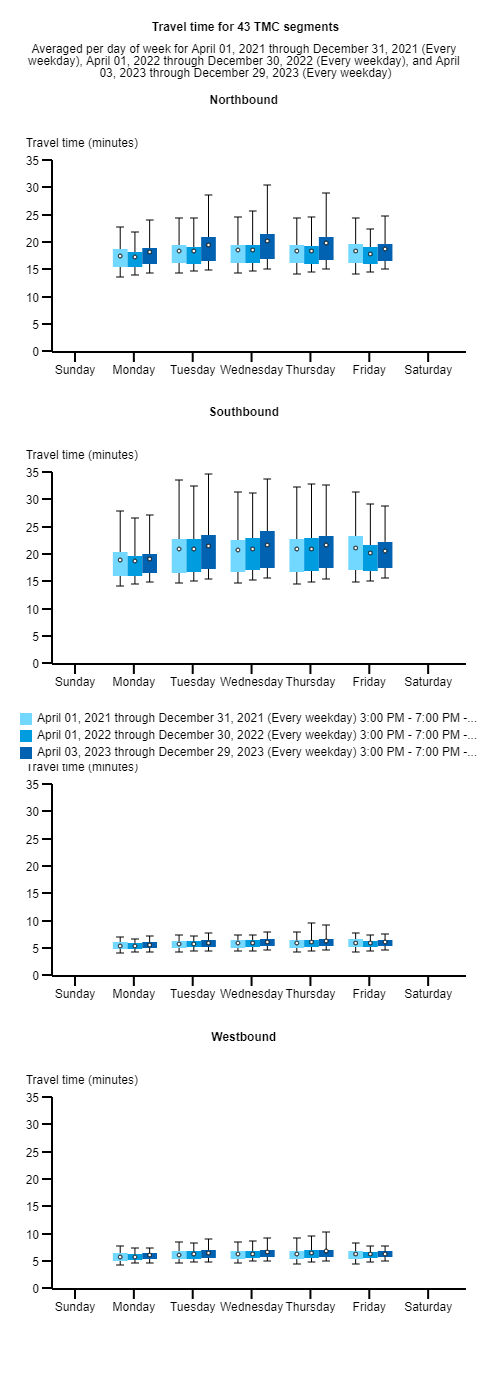 Travel time for 43 TMC segments
Averaged per day of week for April 01, 2021 through December 31, 2021 (Every
weekday), April 01, 2022 through December 30, 2022 (Every weekday), and April
03, 2023 through December 29, 2023 (Every weekday)
Northbound
Travel time (minutes)
35
30
25
20
15
10
5
0
Sunday Monday Tuesday Wednesday Thursday Friday Saturday
Southbound
Travel time (minutes)
35
30
25
20
15
10
5
0
Sunday Monday Tuesday Wednesday Thursday Friday Saturday
April 01, 2021 through December 31, 2021 (Every weekday) 3:00 PM - 7:00 PM -...
April 01, 2022 through December 30, 2022 (Every weekday) 3:00 PM - 7:00 PM -...
April 03, 2023 through December 29, 2023 (Every weekday) 3:00 PM - 7:00 PM -...
Travel time (minutes)
35
30
25
20
15
10
5
0
Sunday Monday Tuesday Wednesday Thursday Friday Saturday
Westbound
Travel time (minutes)
35
30
25
20
15
10
5
0
Sunday Monday Tuesday Wednesday Thursday Friday Saturday